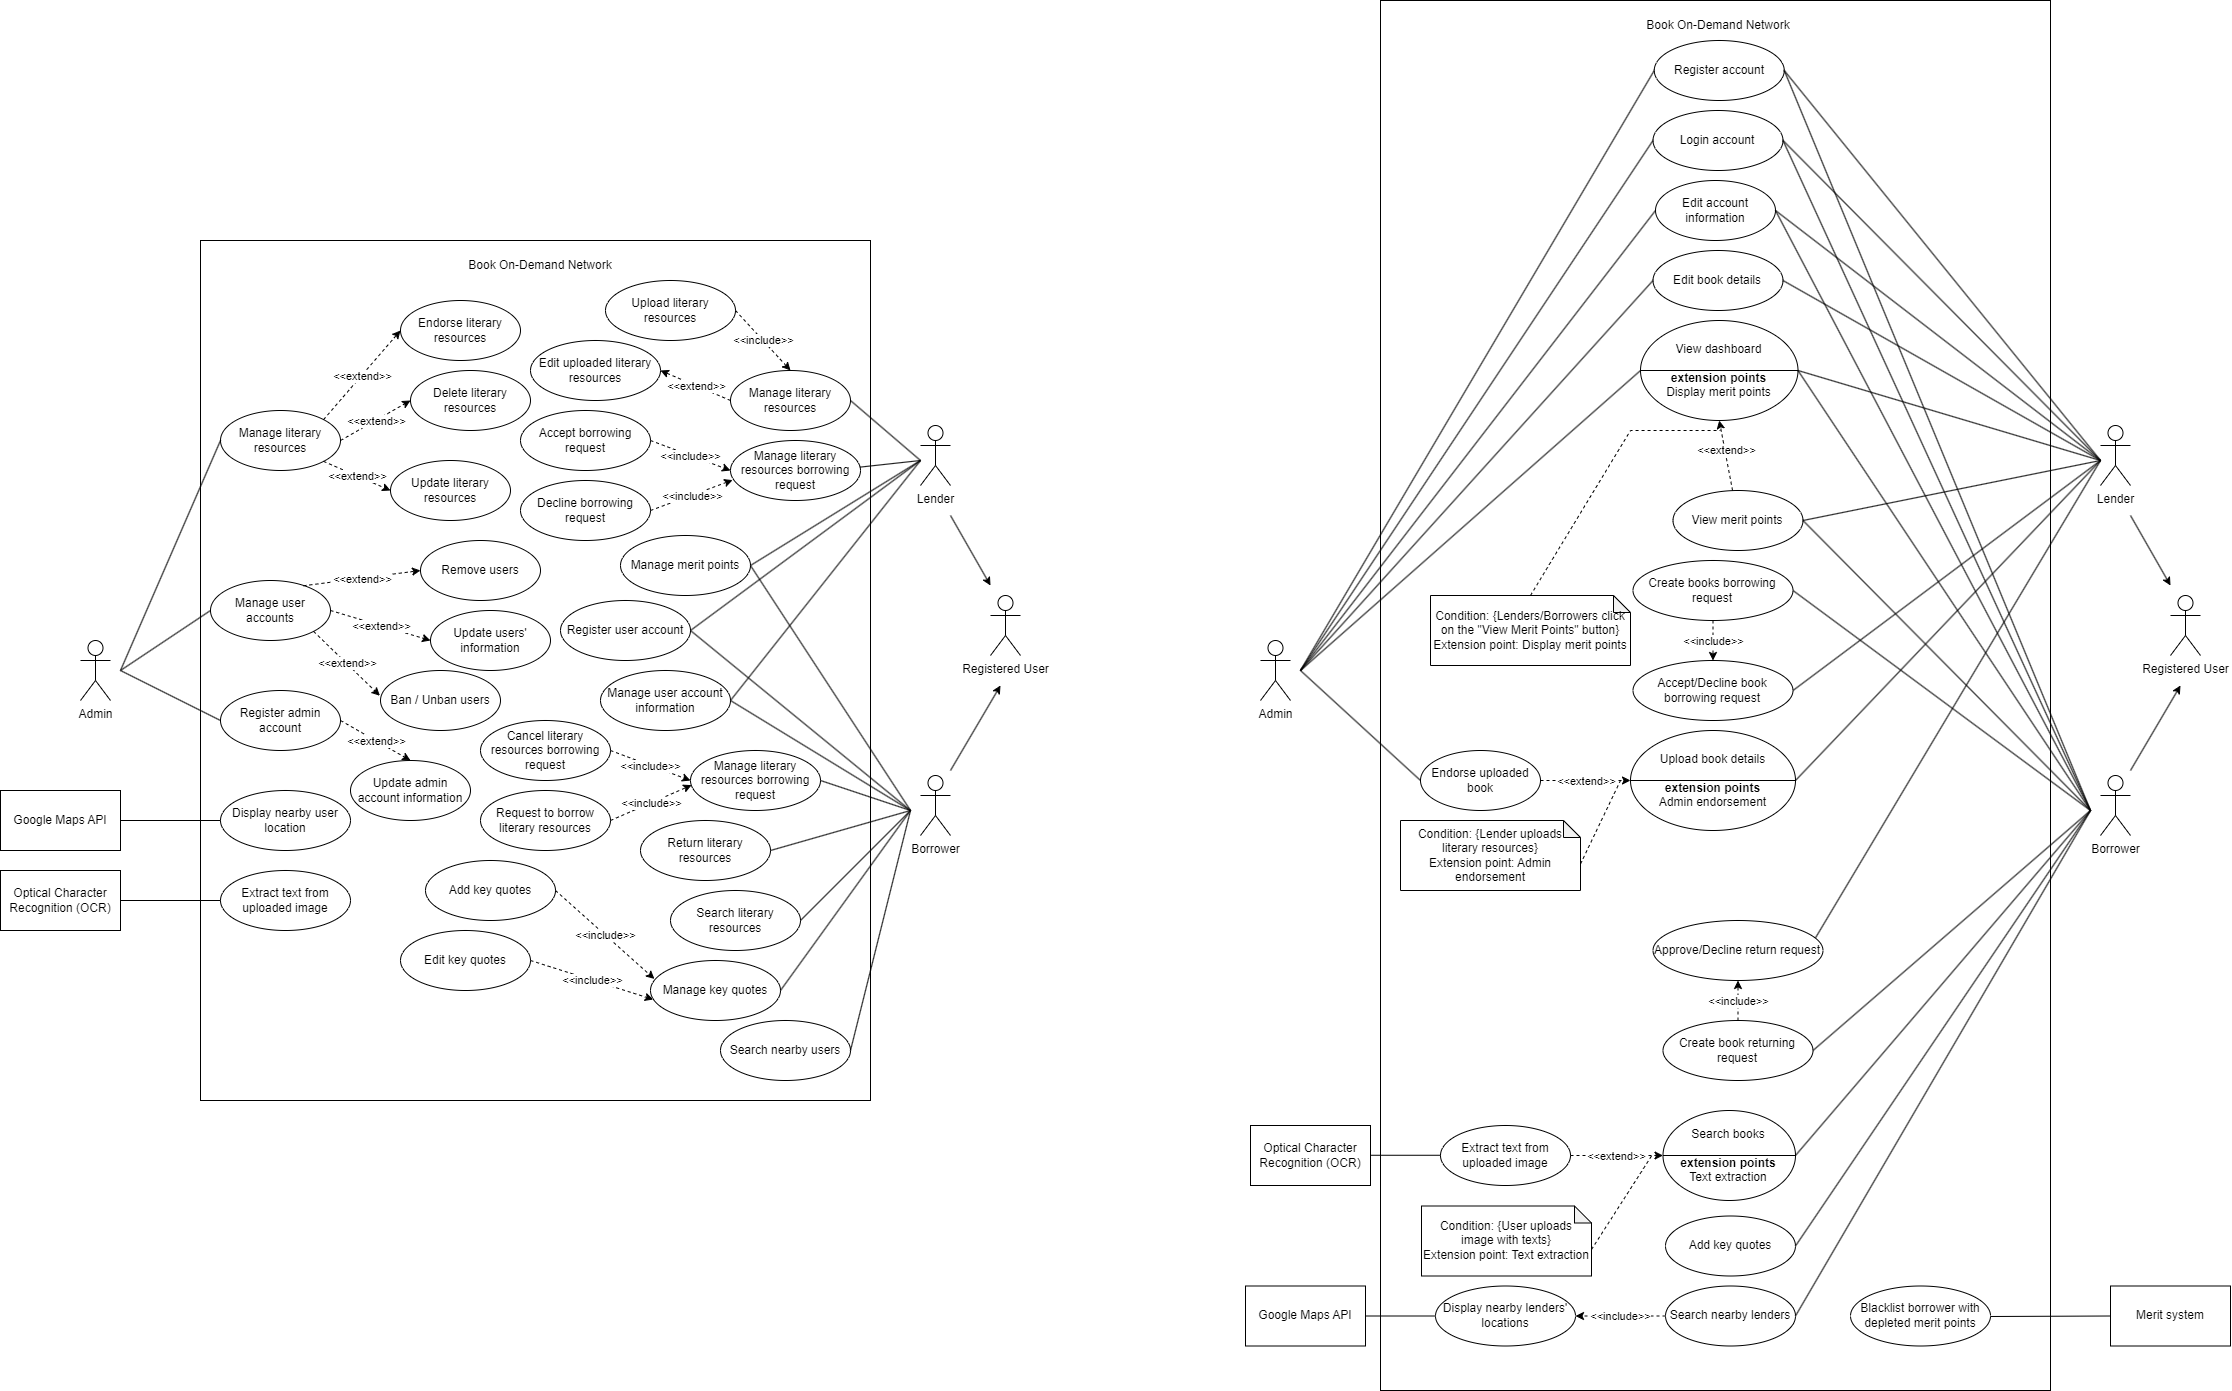 Book On-Demand Network
Upload literary
resources
Endorse literary
resources
<<include>>
Edit uploaded literary
resources
<<extend>>
<<extend>>
Delete literary
resources
Manage literary
resources
<<extend>>
Manage literary
resources
Accept borrowing
request
<<include>>
Manage literary
resources borrowing
request
<<extend>>
Update literary
resources
Decline borrowing
request
<<include>>
Lender
Manage merit points
Remove users
<<extend>>
Manage user
accounts
<<extend>>
Update users'
information
Register user account
<<extend>>
Registered User
Ban / Unban users
Manage user account
information
Admin
Register admin
account
<<extend>>
Cancel literary
resources borrowing
request
<<include>>
Manage literary
resources borrowing
request
Update admin
account information
<<include>>
Request to borrow
literary resources
Google Maps API
Display nearby user
location
Return literary
resources
Borrower
Optical Character
Recognition (OCR)
Extract text from
uploaded image
Add key quotes
Search literary
resources
<<include>>
Edit key quotes
<<include>>
Manage key quotes
Search nearby users
Book On-Demand Network
Register account
Login account
Edit account
information
Edit book details
View dashboard
extension points
Display merit points
<<extend>>
Lender
View merit points
Create books borrowing
request
Condition: {Lenders/Borrowers click
on the "View Merit Points" button}
Extension point: Display merit points
<<include>>
Registered User
Accept/Decline book
borrowing request
Admin
Upload book details
extension points
Admin endorsement
Endorse uploaded
book
<<extend>>
Condition: {Lender uploads
literary resources}
Extension point: Admin
endorsement
Borrower
Approve/Decline return request
<<include>>
Create book returning
request
Optical Character
Recognition (OCR)
Extract text from
uploaded image
<<extend>>
Search books
extension points
Text extraction
Condition: {User uploads
image with texts}
Extension point: Text extraction
Add key quotes
Google Maps API
Display nearby lenders'
locations
<<include>>
Search nearby lenders
Blacklist borrower with
depleted merit points
Merit system